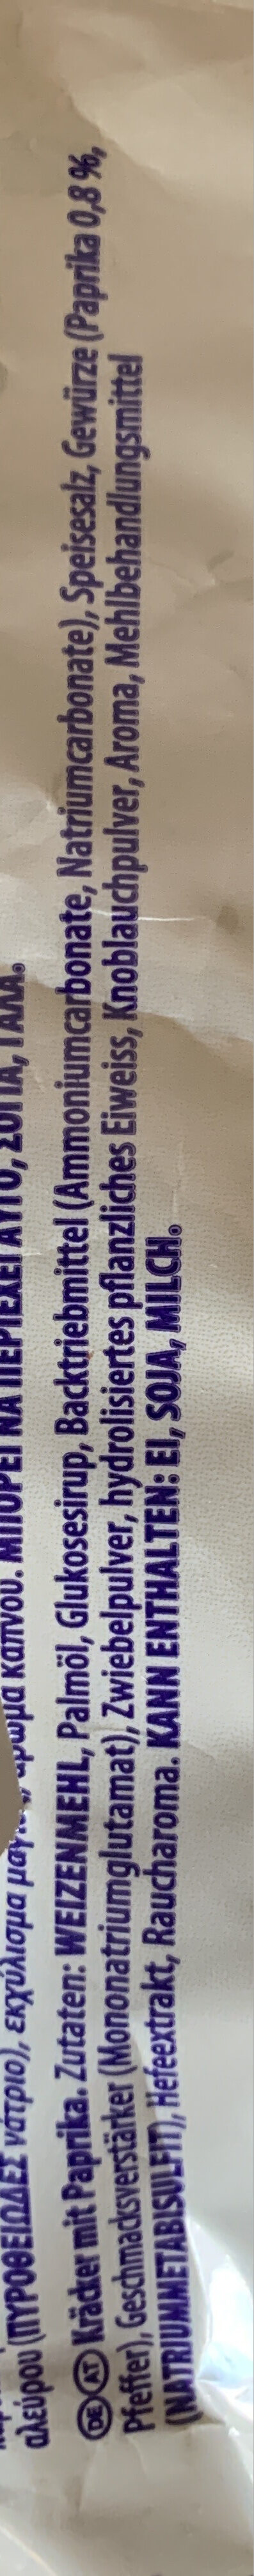 κάπνου. ΜΠΟΡΕΙ ΝΑ ΠΕΡΙΕΧΕΙ ΑΥΓΟ, ΣΟΓΙΑ, ΓΑΛΑ.
αλεύρου (ΠΥΡΟΘΕΙΩΔΕΣ νάτριο), εκχύλισμα
DE AT Kräcker mit Paprika. Zutaten: WEIZENMEHL, Palmöl, Glukosesirup, Backtriebmittel (Ammoniumcarbonate, Natriumcarbonate), Speisesalz, Gewürze (Paprika 0,8 %,
Pfeffer), Geschmacksverstärker (Mononatriumglutamat), Zwiebelpulver, hydrolisiertes pflanzliches Eiweiss, Knoblauchpulver, Aroma, Mehlbehandlungsmittel
(NATRIUMMETABISULFIT), Hefeextrakt, Raucharoma. KANN ENTHALTEN: EI, SOJA, MILCH.